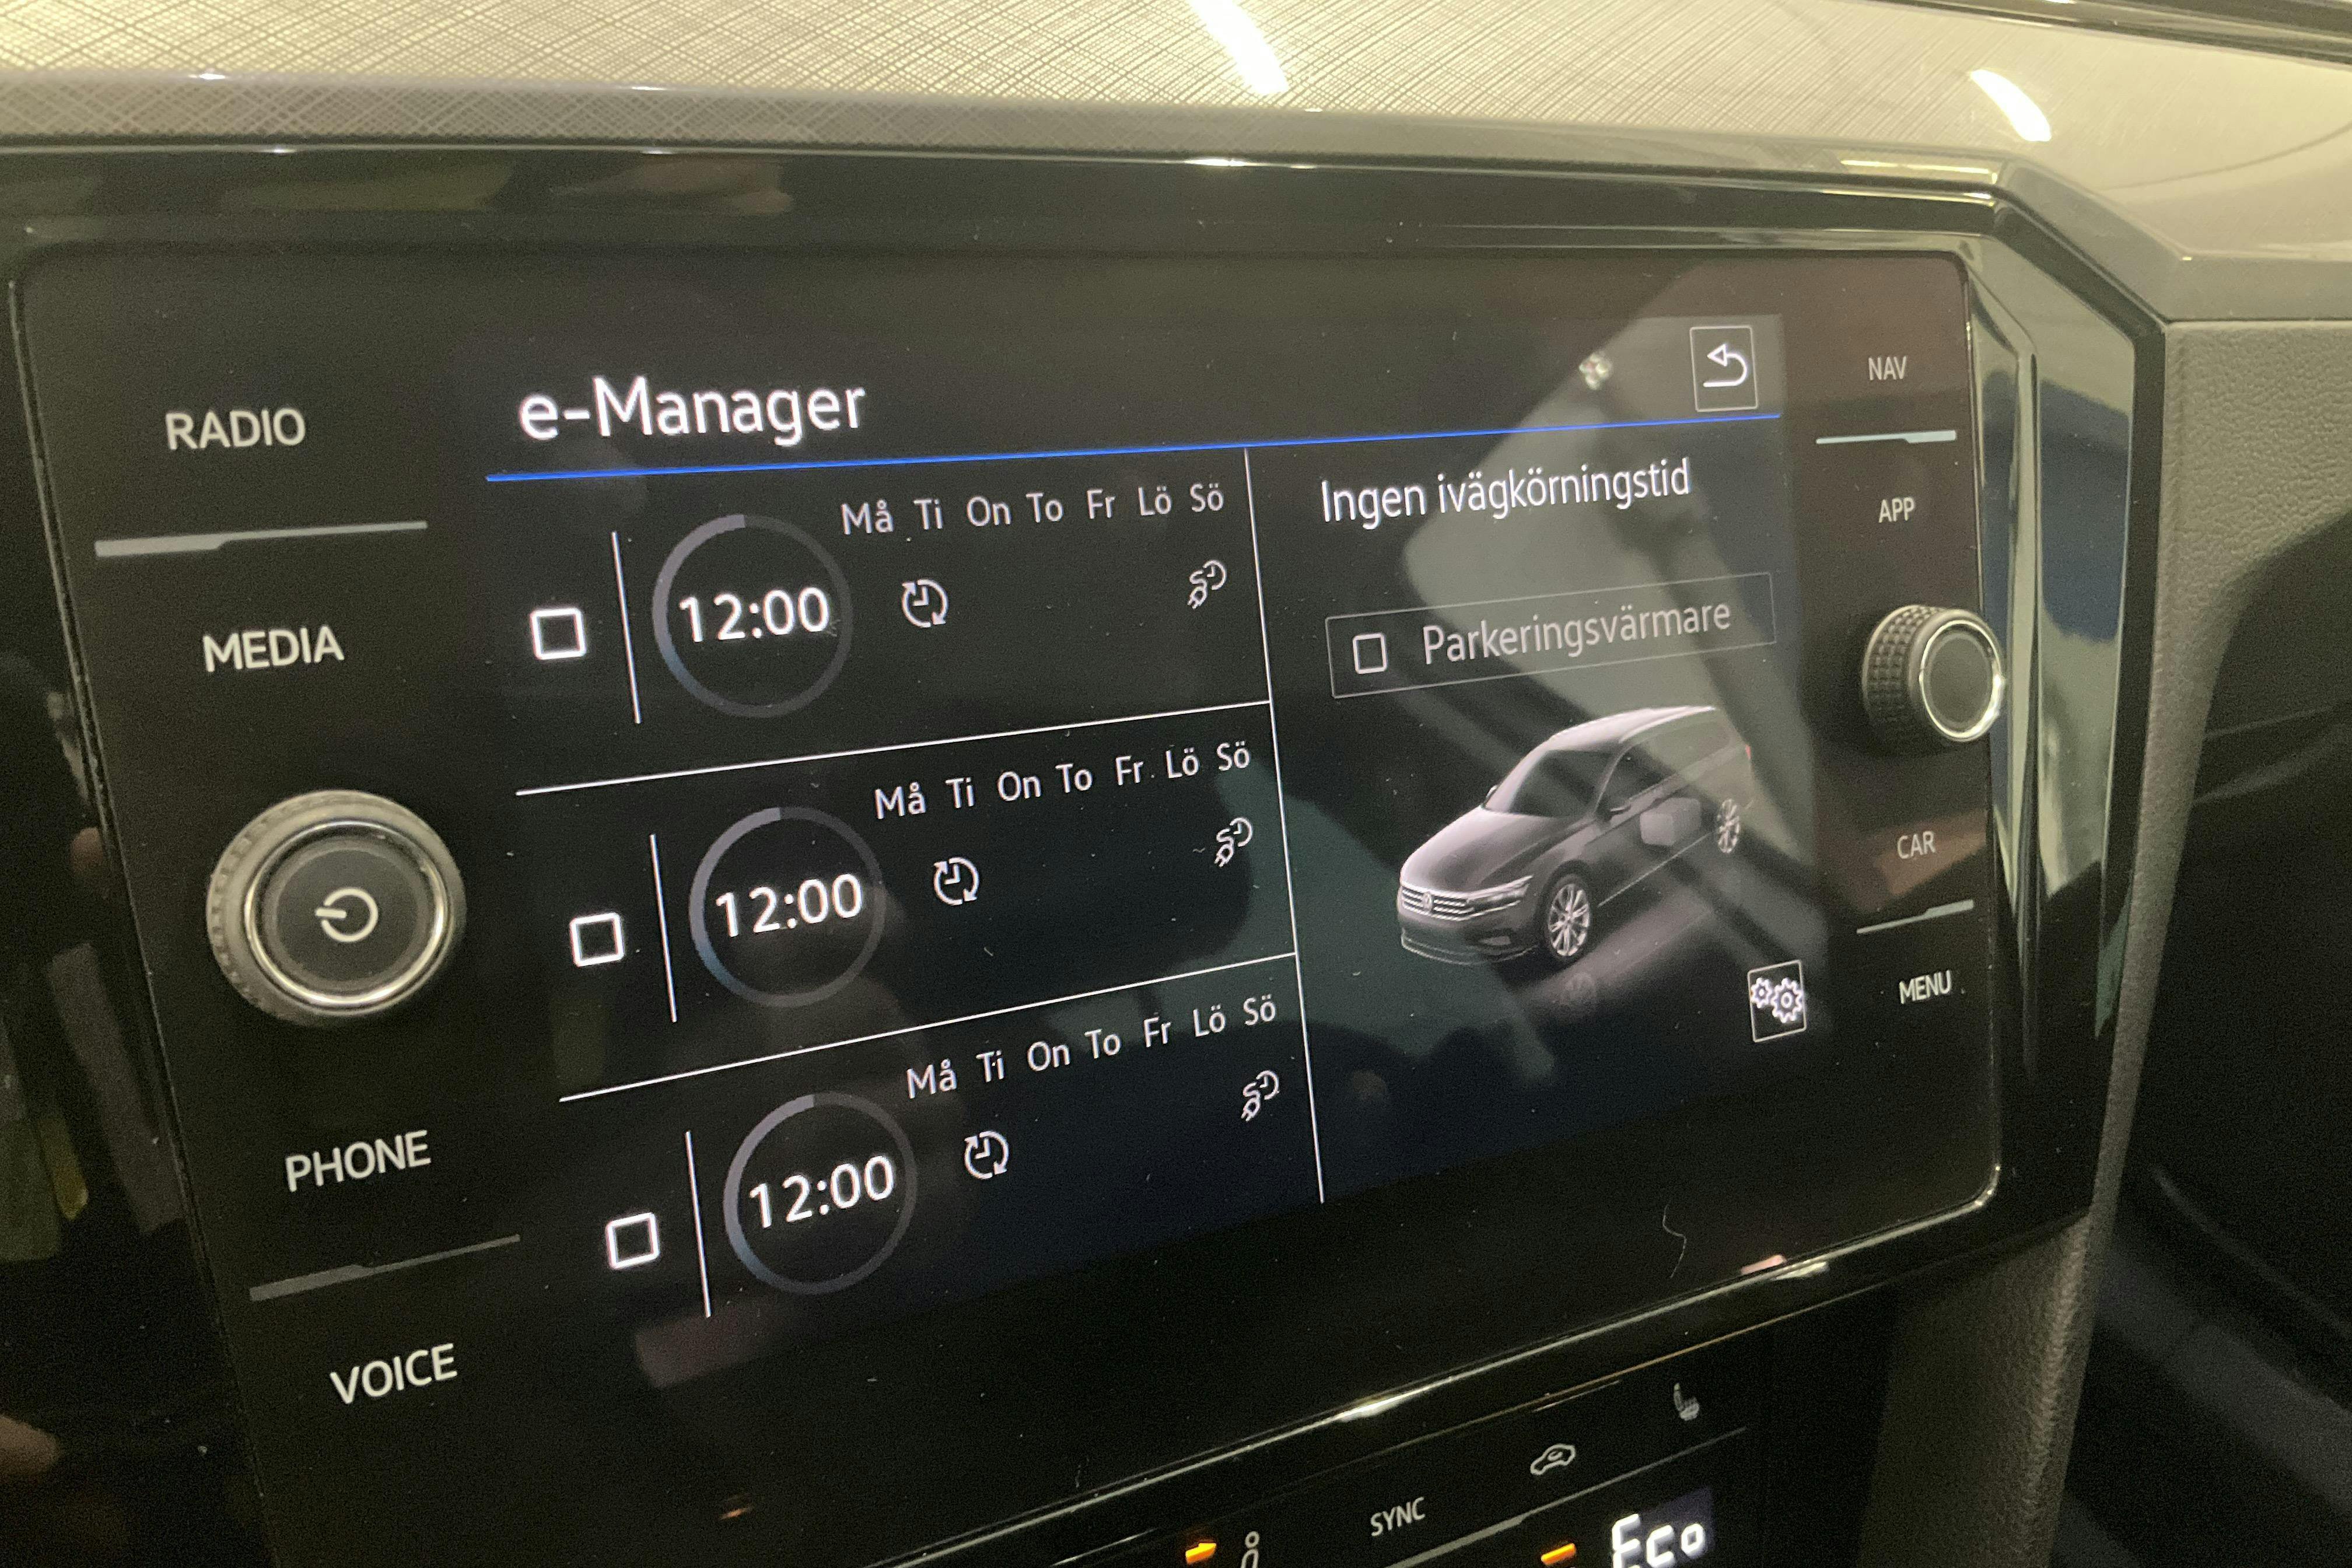 RADIO
MEDIA
PHONE
VOICE
e-Manager
Må Ti On To Fr Lö Sö
12:00
Må Ti On To Fr Lö Sö
12:00
Må Ti On To Fr Lö Sö
12:00
Ingen ivägkörningstid
Parkeringsvärmare
NAV
APP
CAR
MENU
SYNC
Eco